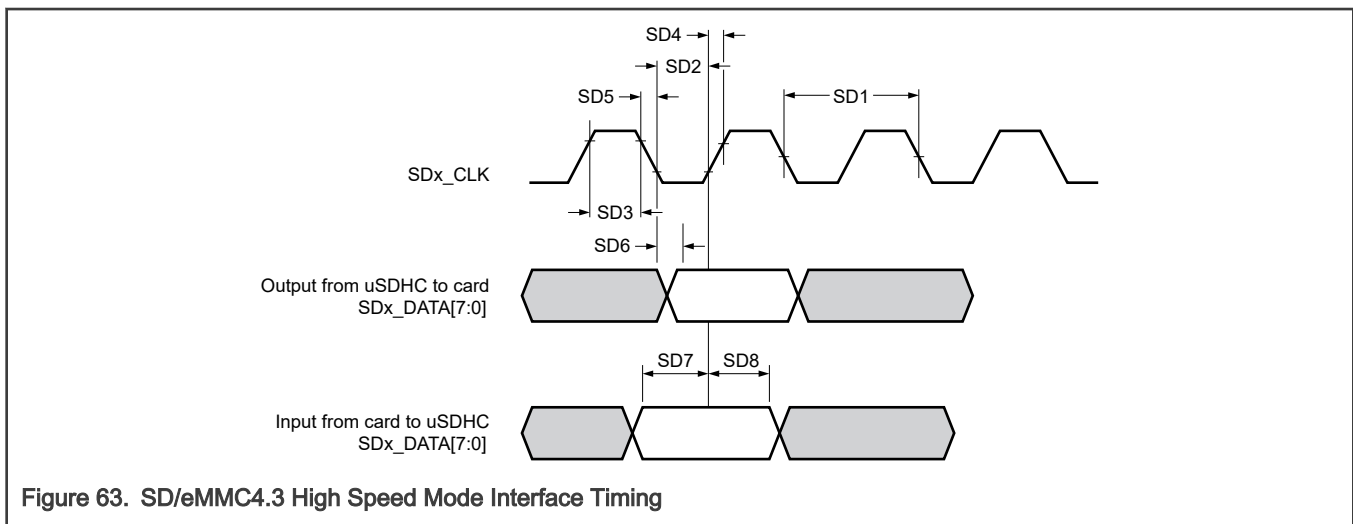 SD4
SD2
SD5
SD1
SDx_CLK
SD3
SD6
Output from uSDHC to card
SDx_DATA[7:0]
SD7
SD8
Input from card to uSDHC
SDx_DATA[7:0]
Figure 63. SD/eMMC4.3 High Speed Mode Interface Timing